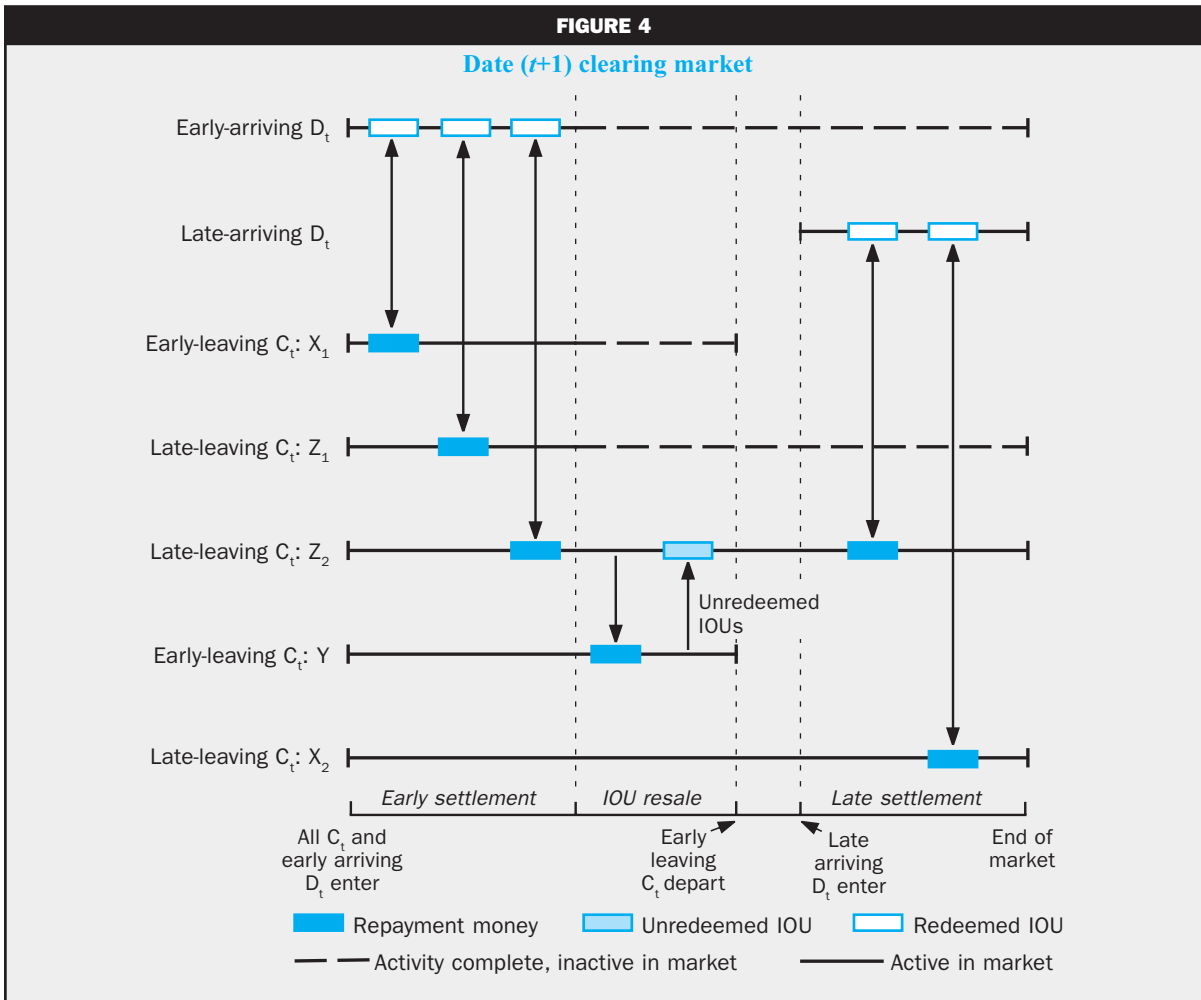 FIGURE 4
Date (t+1) clearing market
Early-arriving Dₜ
Late-arriving Dₜ
Early-leaving Cₜ: X₁
Late-leaving Cₜ: Z₁
Late-leaving Cₜ: Z₂
Unredeemed
IOUs
Early-leaving Cₜ: Y
Late-leaving Cₜ: X₂
Early settlement
IOU resale
Late settlement
All Cₜ and
early arriving
Dₜ enter
Early
leaving
Cₜ depart
Late
arriving
Dₜ enter
End of
market
Repayment money
Unredeemed IOU
Redeemed IOU
Activity complete, inactive in market
Active in market